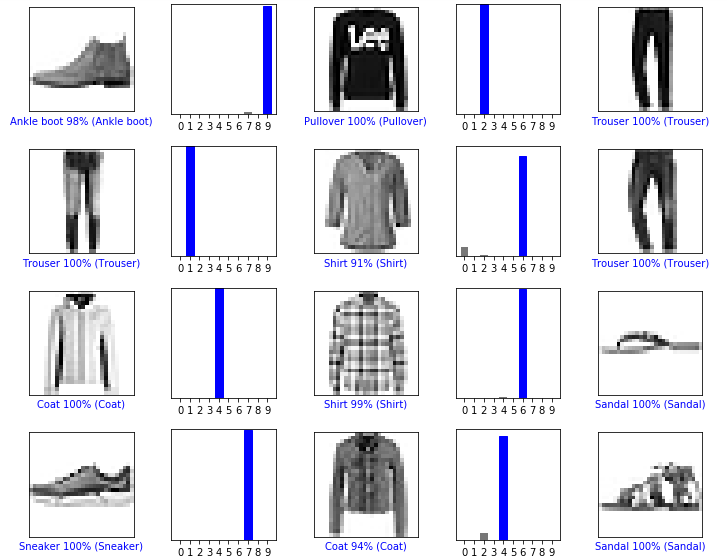 Lee
0 1 2 3 4 5 6 7 8 9
0 1 2 3 4 5 6 7 8 9
Ankle boot 98% (Ankle boot)
Pullover 100% (Pullover)
Trouser 100% (Trouser)
0 1 2 3 4 5 6 7 8 9
0 1 2 3 4 5 6 7 8 9
Trouser 100% (Trouser)
Shirt 91% (Shirt)
Trouser 100% (Trouser)
0 1 2 3 4 5 6 7 8 9
0 1 2 3 4 5 6 7 8 9
Coat 100% (Coat)
Shirt 99% (Shirt)
Sandal 100% (Sandal)
0 1 2 3 4 5 6 7 8 9
0 1 2 3 4 5 6 7 8 9
Sneaker 100% (Sneaker)
Coat 94% (Coat)
Sandal 100% (Sandal)